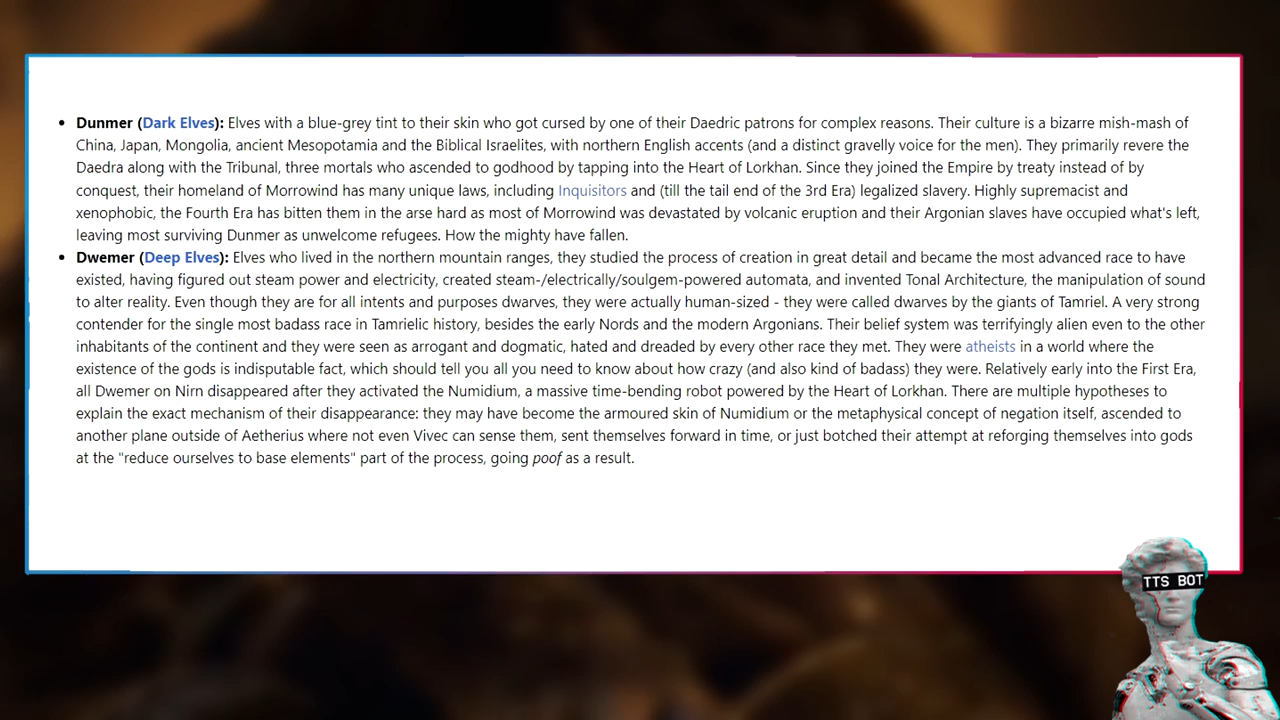 • Dunmer (Dark Elves): Elves with a blue-grey tint to their skin who got cursed by one of their Daedric patrons for complex reasons. Their culture is a bizarre mish-mash of
China, Japan, Mongolia, ancient Mesopotamia and the Biblical Israelites, with northern English accents (and a distinct gravelly voice for the men). They primarily revere the
Daedra along with the Tribunal, three mortals who ascended to godhood by tapping into the Heart of Lorkhan. Since they joined the Empire by treaty instead of by
conquest, their homeland of Morrowind has many unique laws, including Inquisitors and (till the tail end of the 3rd Era) legalized slavery. Highly supremacist and
xenophobic, the Fourth Era has bitten them in the arse hard as most of Morrowind was devastated by volcanic eruption and their Argonian slaves have occupied what's left,
leaving most surviving Dunmer as unwelcome refugees. How the mighty have fallen.
• Dwemer (Deep Elves): Elves who lived in the northern mountain ranges, they studied the process of creation in great detail and became the most advanced race to have
existed, having figured out steam power and electricity, created steam-/electrically/soulgem-powered automata, and invented Tonal Architecture, the manipulation of sound
to alter reality. Even though they are for all intents and purposes dwarves, they were actually human-sized - they were called dwarves by the giants of Tamriel. A very strong
contender for the single most badass race in Tamrielic history, besides the early Nords and the modern Argonians. Their belief system was terrifyingly alien even to the other
inhabitants of the continent and they were seen as arrogant and dogmatic, hated and dreaded by every other race they met. They were atheists in a world where the
existence of the gods is indisputable fact, which should tell you all you need to know about how crazy (and also kind of badass) they were. Relatively early into the First Era,
all Dwemer on Nirn disappeared after they activated the Numidium, a massive time-bending robot powered by the Heart of Lorkhan. There are multiple hypotheses to
explain the exact mechanism of their disappearance: they may have become the armoured skin of Numidium or the metaphysical concept of negation itself, ascended to
another plane outside of Aetherius where not even Vivec can sense them, sent themselves forward in time, or just botched their attempt at reforging themselves into gods
at the "reduce ourselves to base elements" part of the process, going poof as a result.
TTS BOT